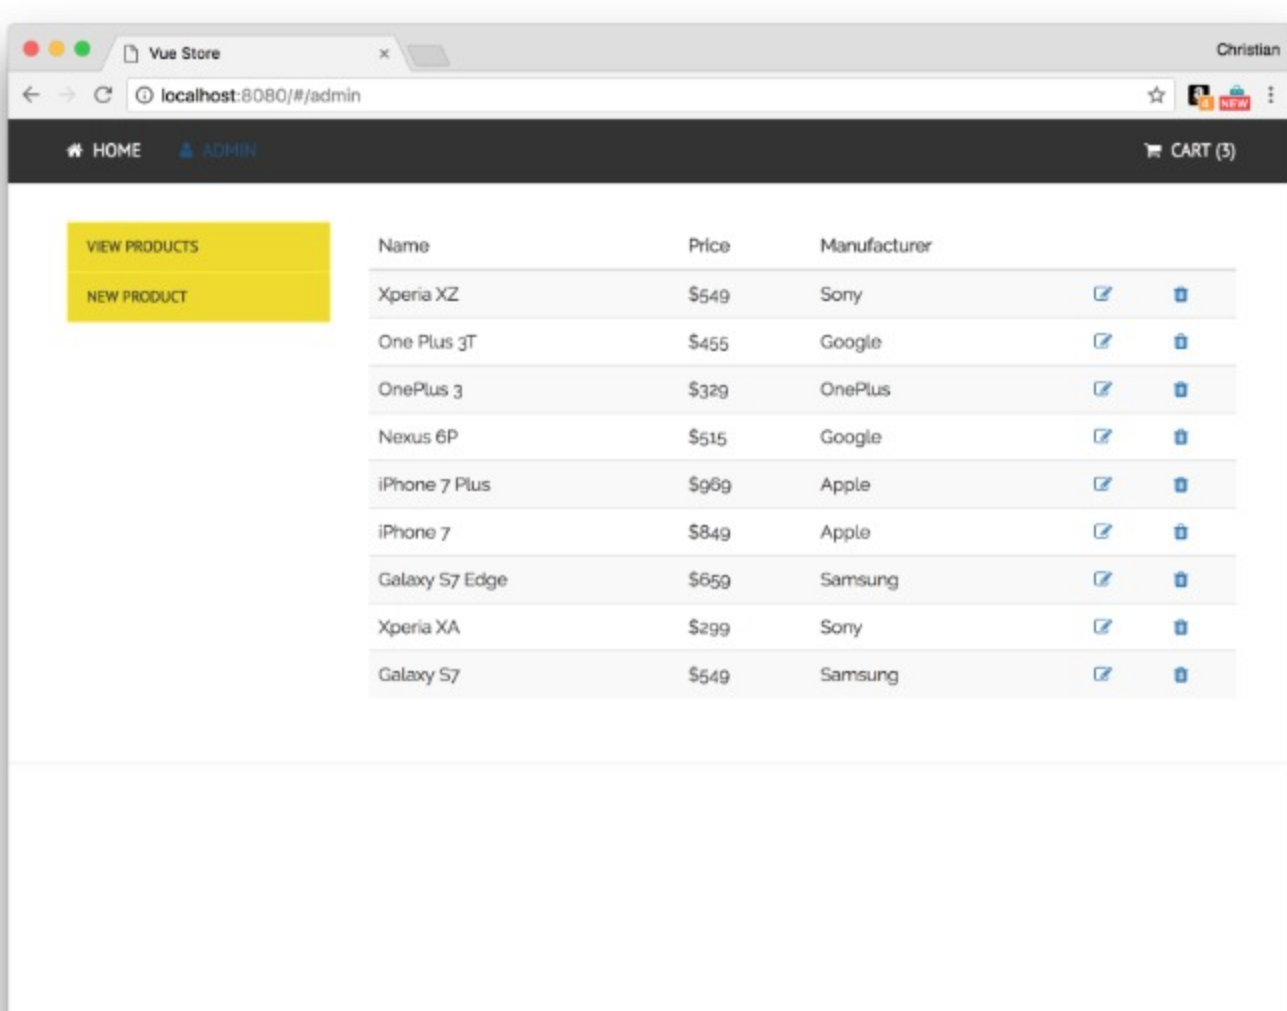 Vue Store
Christian
localhost:8080/#/admin
NEW
HOME ADMIN CART (3)
VIEW PRODUCTS
NEW PRODUCT
Name Price Manufacturer
Xperia XZ $549 Sony
One Plus 3T $455 Google
OnePlus 3 $329 OnePlus
Nexus 6P $515 Google
iPhone 7 Plus $969 Apple
iPhone 7 $849 Apple
Galaxy S7 Edge $659 Samsung
Xperia XA $299 Sony
Galaxy S7 $549 Samsung